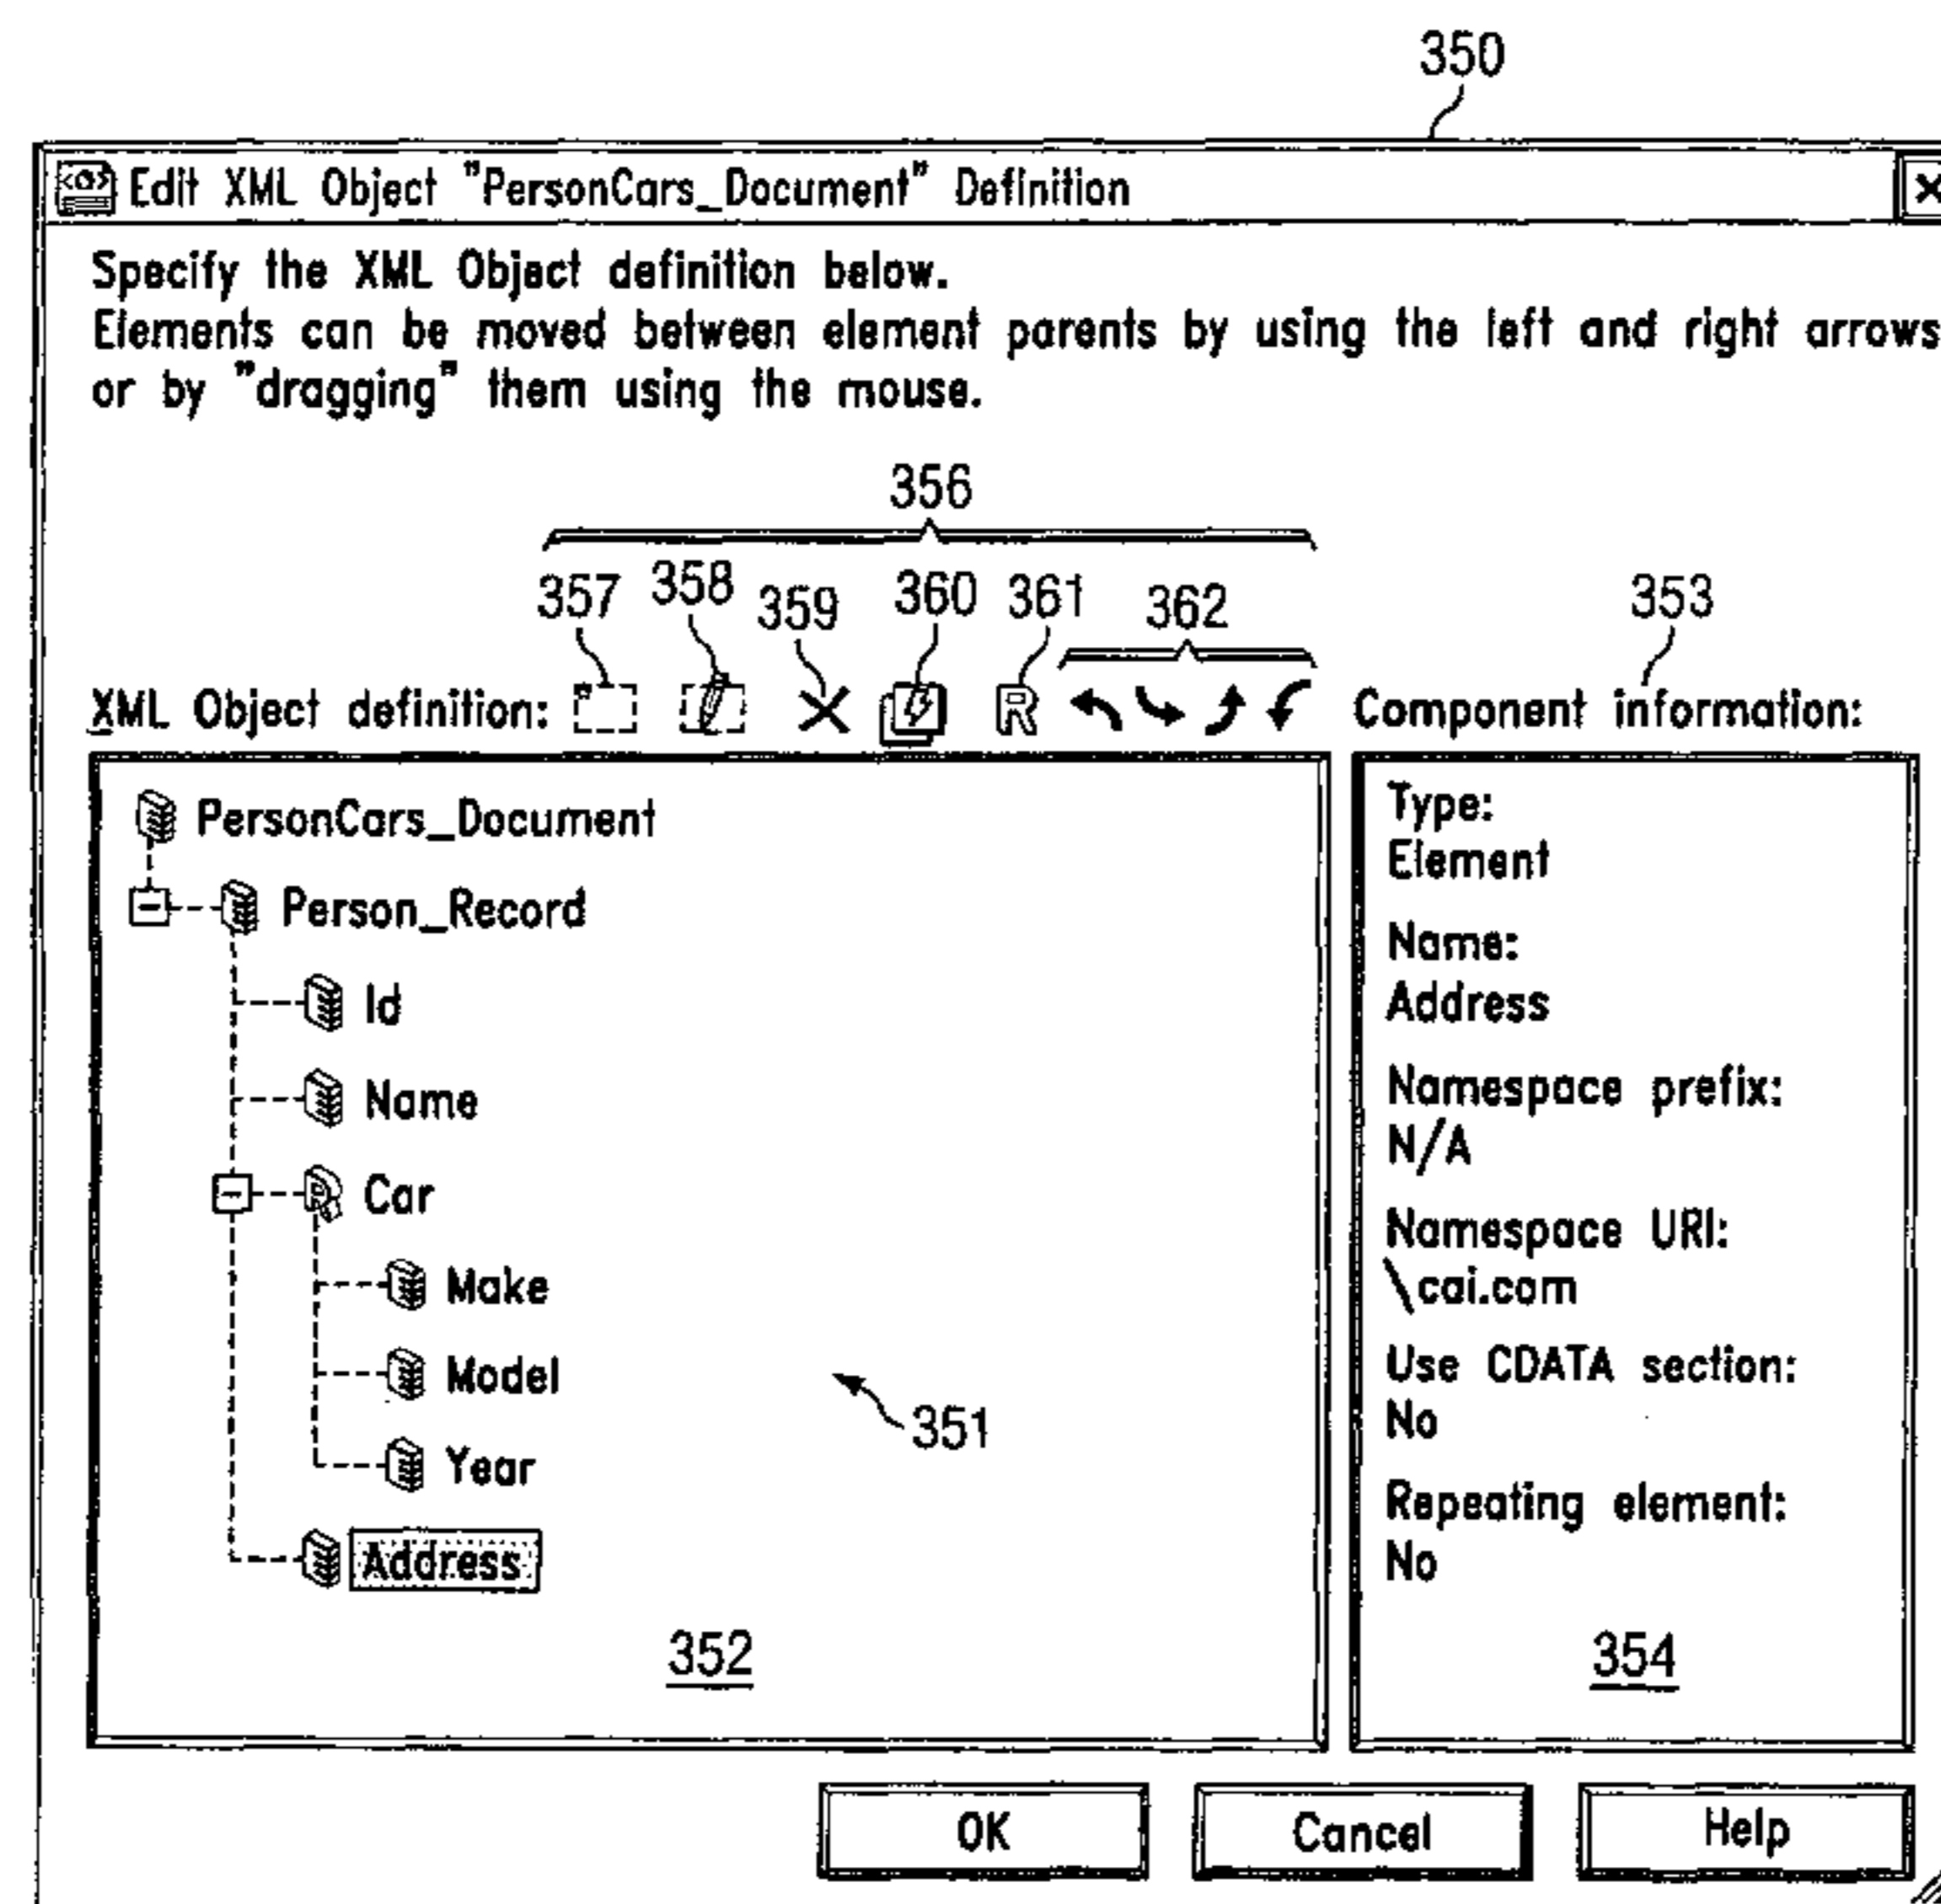 350
Edit XML Object "PersonCars_Document" Definition
Specify the XML Object definition below.
Elements can be moved between element parents by using the left and right arrows
or by "dragging" them using the mouse.
356
357 358 359 360 361 362 353
XML Object definition: R Component information:
PersonCars_Document
Person_Record
Id
Name
Car
Make
Model
Year
Address
351
352
Type:
Element
Name:
Address
Namespace prefix:
N/A
Namespace URI:
\cai.com
Use CDATA section:
No
Repeating element:
No
354
OK Cancel Help